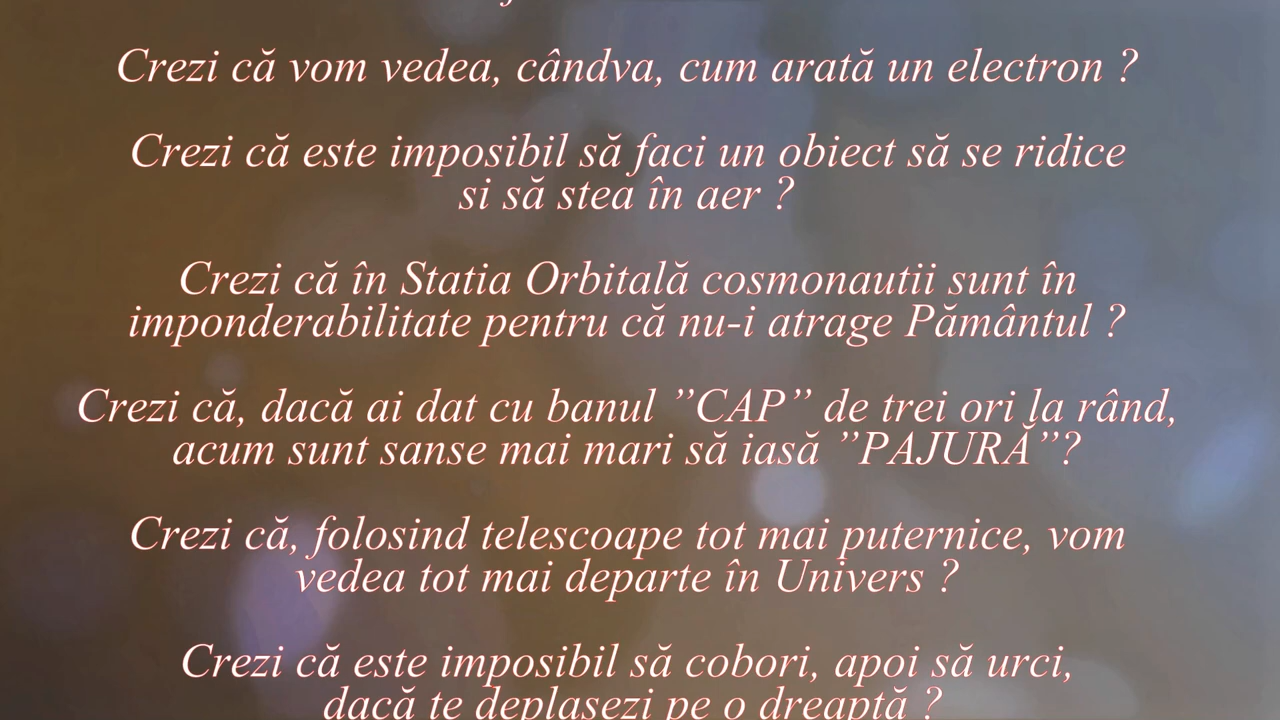 Crezi că vom vedea, cândva, cum arată un electron ?
Crezi că este imposibil să faci un obiect să se ridice
si să stea în aer ?
Crezi că în Statia Orbitală cosmonautii sunt în
imponderabilitate pentru că nu-i atrage Pământul ?
Crezi că, dacă ai dat cu banul ”CAP” de trei ori la rând,
acum sunt sanse mai mari să iasă ”PAJURĂ”?
Crezi că, folosind telescoape tot mai puternice, vom
vedea tot mai departe în Univers ?
Crezi că este imposibil să cobori, apoi să urci,
dacă te deplasezi pe o dreaptă ?